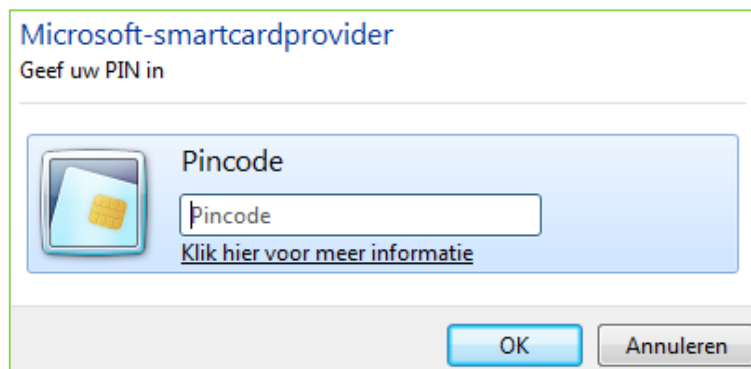 Microsoft-smartcardprovider
Geef uw PIN in
Pincode
Pincode
Klik hier voor meer informatie
OK
Annuleren